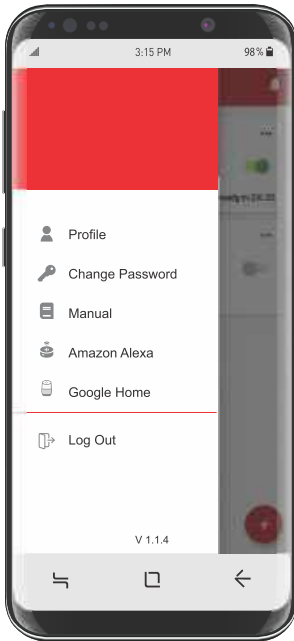 3:15 PM
98%
Profile
Change Password
Manual
Amazon Alexa
Google Home
Log Out
V 1.1.4